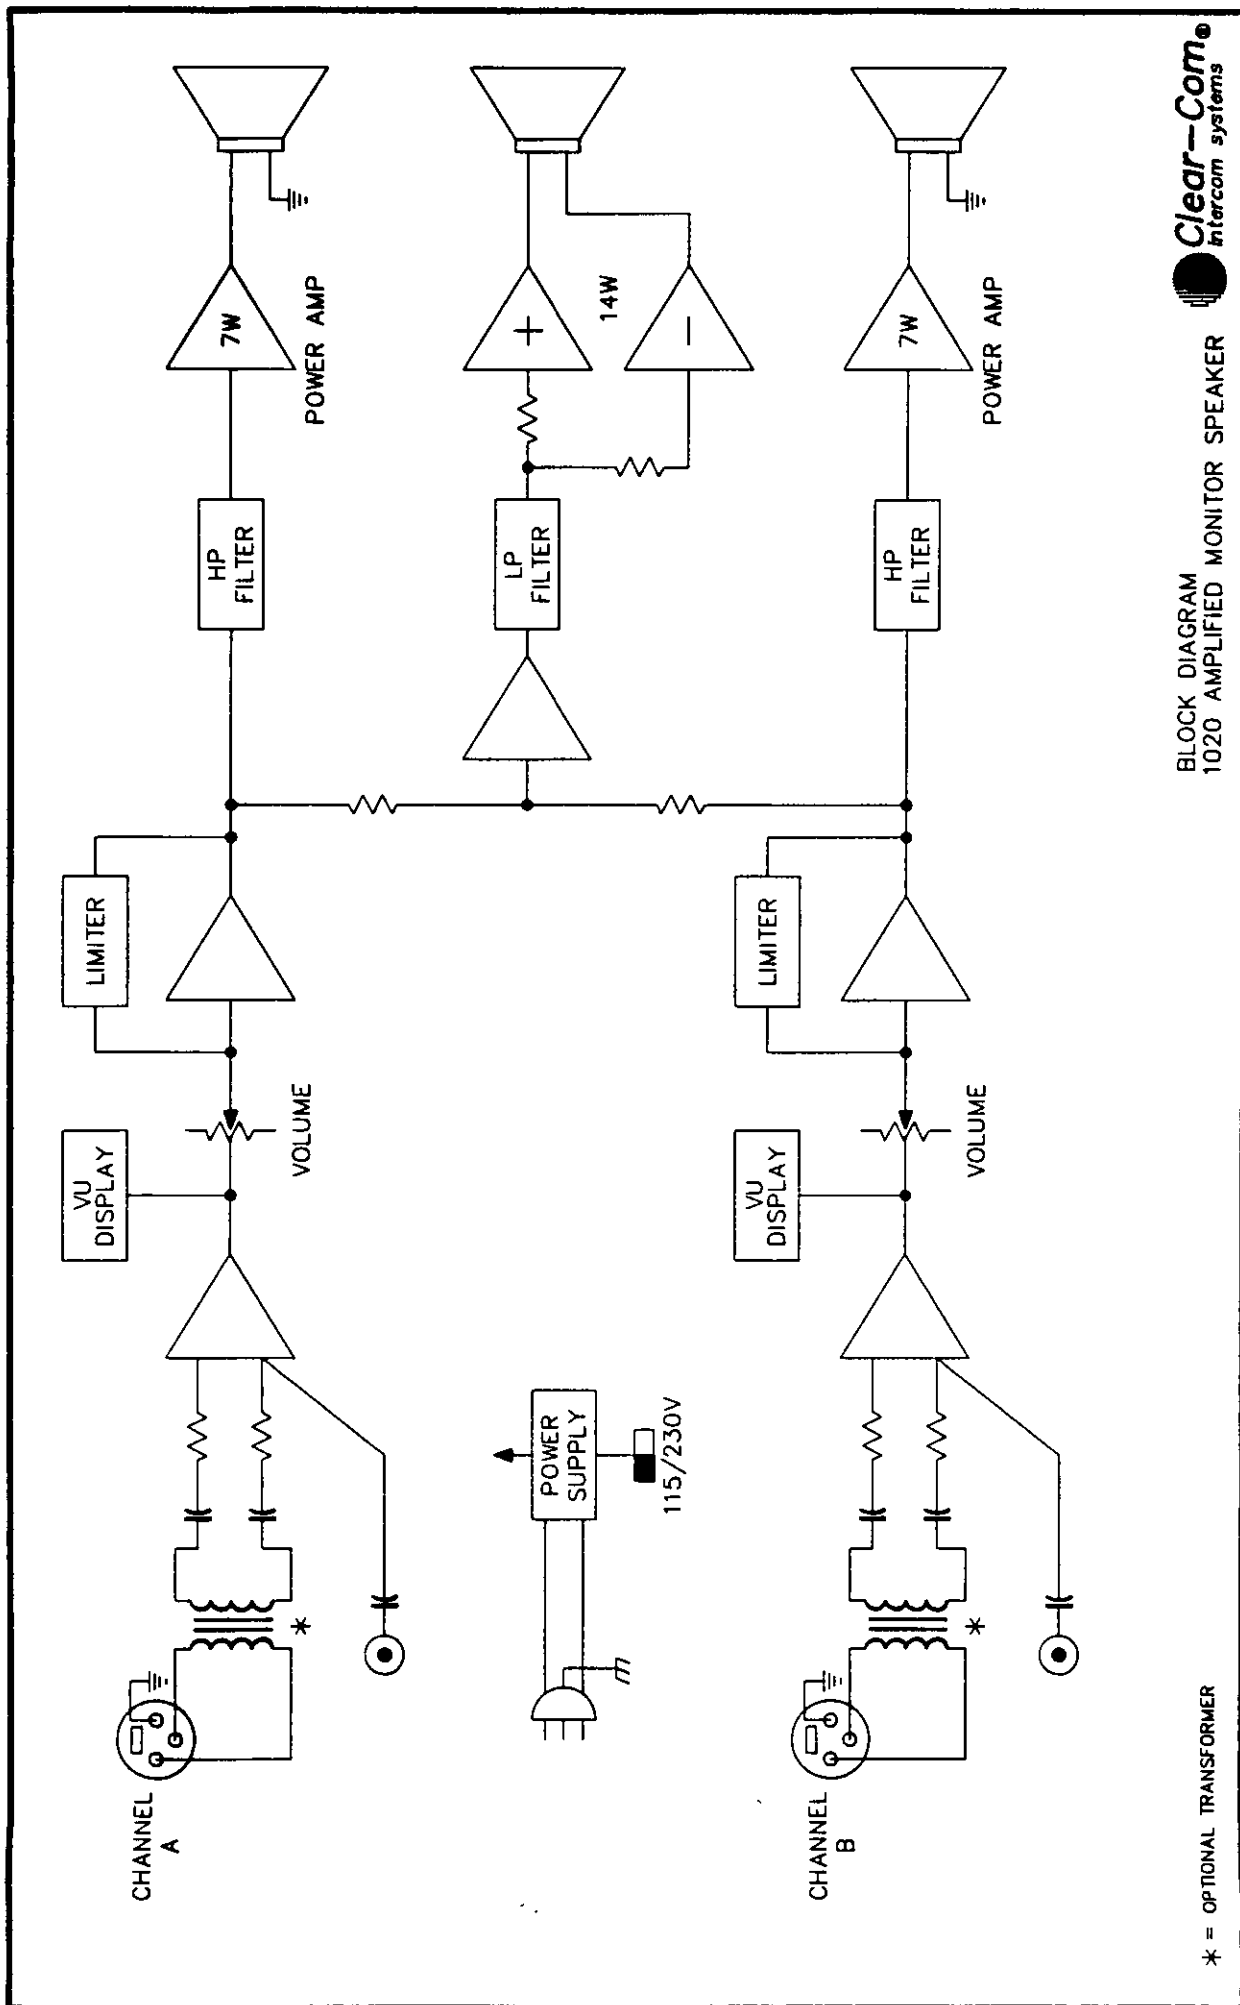 CHANNEL
A
*
VU
DISPLAY
VOLUME
LIMITER
HP
FILTER
7W
POWER AMP
POWER
SUPPLY
115/230V
LP
FILTER
+
14W
−
CHANNEL
B
*
VU
DISPLAY
VOLUME
LIMITER
HP
FILTER
7W
POWER AMP
* = OPTIONAL TRANSFORMER
BLOCK DIAGRAM
1020 AMPLIFIED MONITOR SPEAKER
Clear-Com®
intercom systems